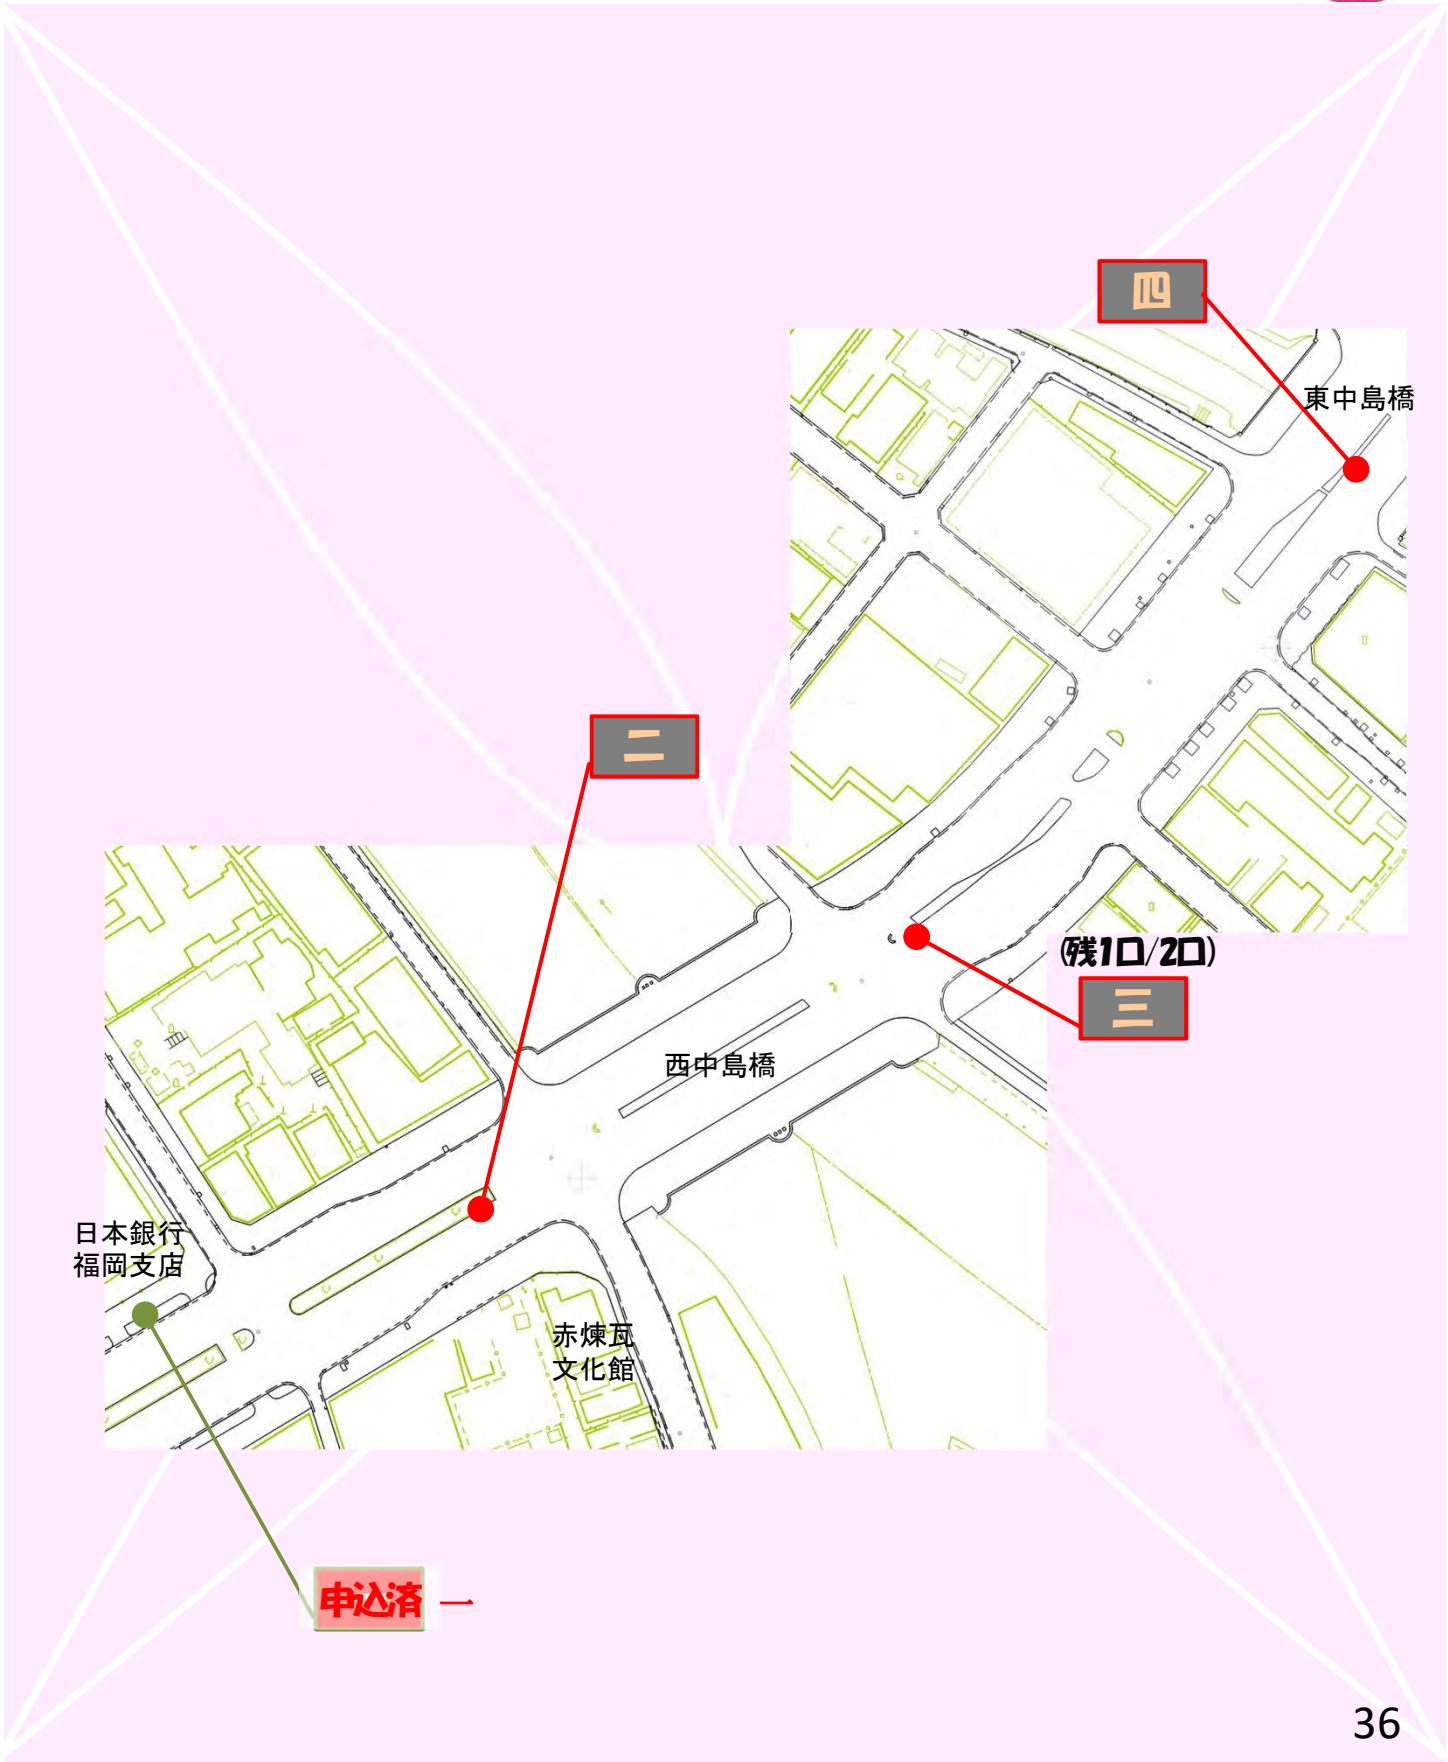 四
東中島橋
二
(残1口/2口)
三
西中島橋
日本銀行
福岡支店
赤煉瓦
文化館
申込済 一
36